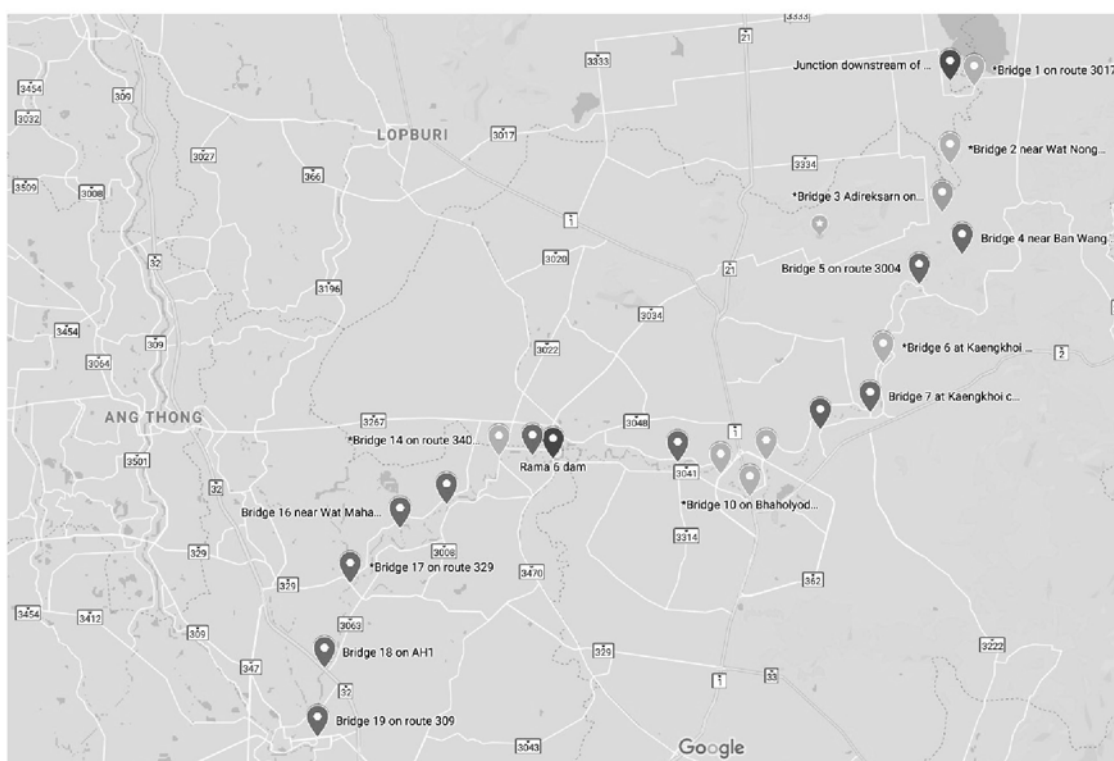 3333
3454
309
21
Junction downstream of ...
*Bridge 1 on route 3017
3333
3032
LOPBURI
3017
3027
*Bridge 2 near Wat Nong...
366
3334
3509
3008
*Bridge 3 Adireksarn on...
1
Bridge 4 near Ban Wang
3020
32
21
Bridge 5 on route 3004
3196
3034
3454
309
3022
*Bridge 6 at Kaengkhoi ...
2
3064
Bridge 7 at Kaengkhoi c...
ANG THONG
3267
3048
1
*Bridge 14 on route 340...
Rama 6 dam
3501
3041
32
*Bridge 10 on Bhaholyod...
Bridge 16 near Wat Maha...
3314
329
3008
*Bridge 17 on route 329
3470
362
329
3454
3412
3063
309
3222
Bridge 18 on AH1
329
347
33
1
32
Bridge 19 on route 309
3043
Google